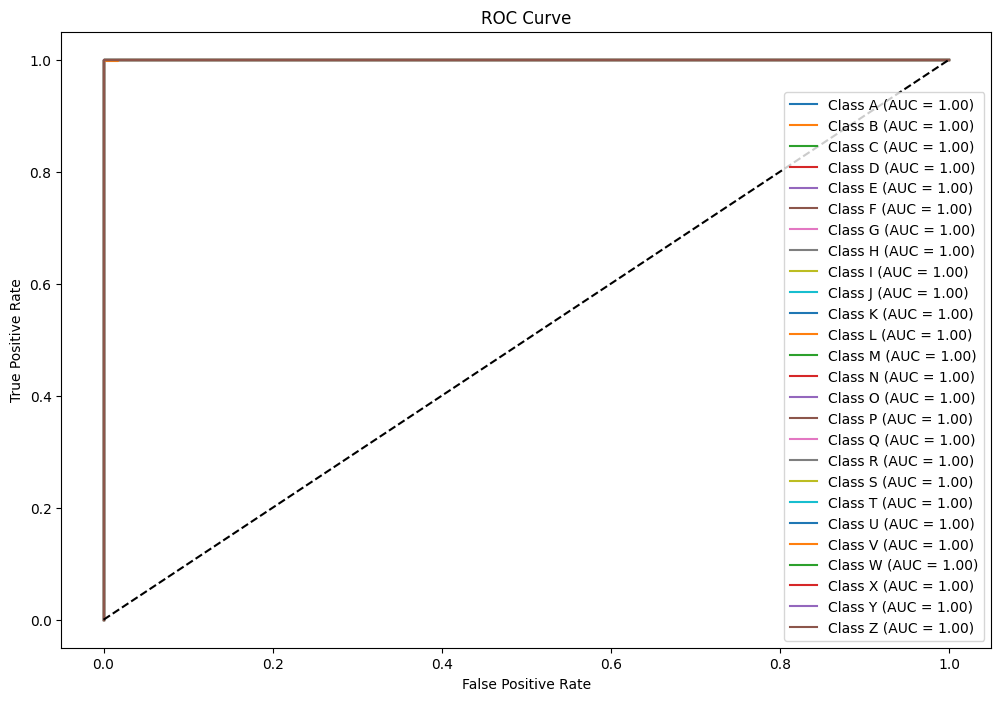 ROC Curve
True Positive Rate
1.0
0.8
0.6
0.4
0.2
0.0
Class A (AUC = 1.00)
Class B (AUC = 1.00)
Class C (AUC = 1.00)
Class D (AUC = 1.00)
Class E (AUC = 1.00)
Class F (AUC = 1.00)
Class G (AUC = 1.00)
Class H (AUC = 1.00)
Class I (AUC = 1.00)
Class J (AUC = 1.00)
Class K (AUC = 1.00)
Class L (AUC = 1.00)
Class M (AUC = 1.00)
Class N (AUC = 1.00)
Class O (AUC = 1.00)
Class P (AUC = 1.00)
Class Q (AUC = 1.00)
Class R (AUC = 1.00)
Class S (AUC = 1.00)
Class T (AUC = 1.00)
Class U (AUC = 1.00)
Class V (AUC = 1.00)
Class W (AUC = 1.00)
Class X (AUC = 1.00)
Class Y (AUC = 1.00)
Class Z (AUC = 1.00)
0.0 0.2 0.4 0.6 0.8 1.0
False Positive Rate